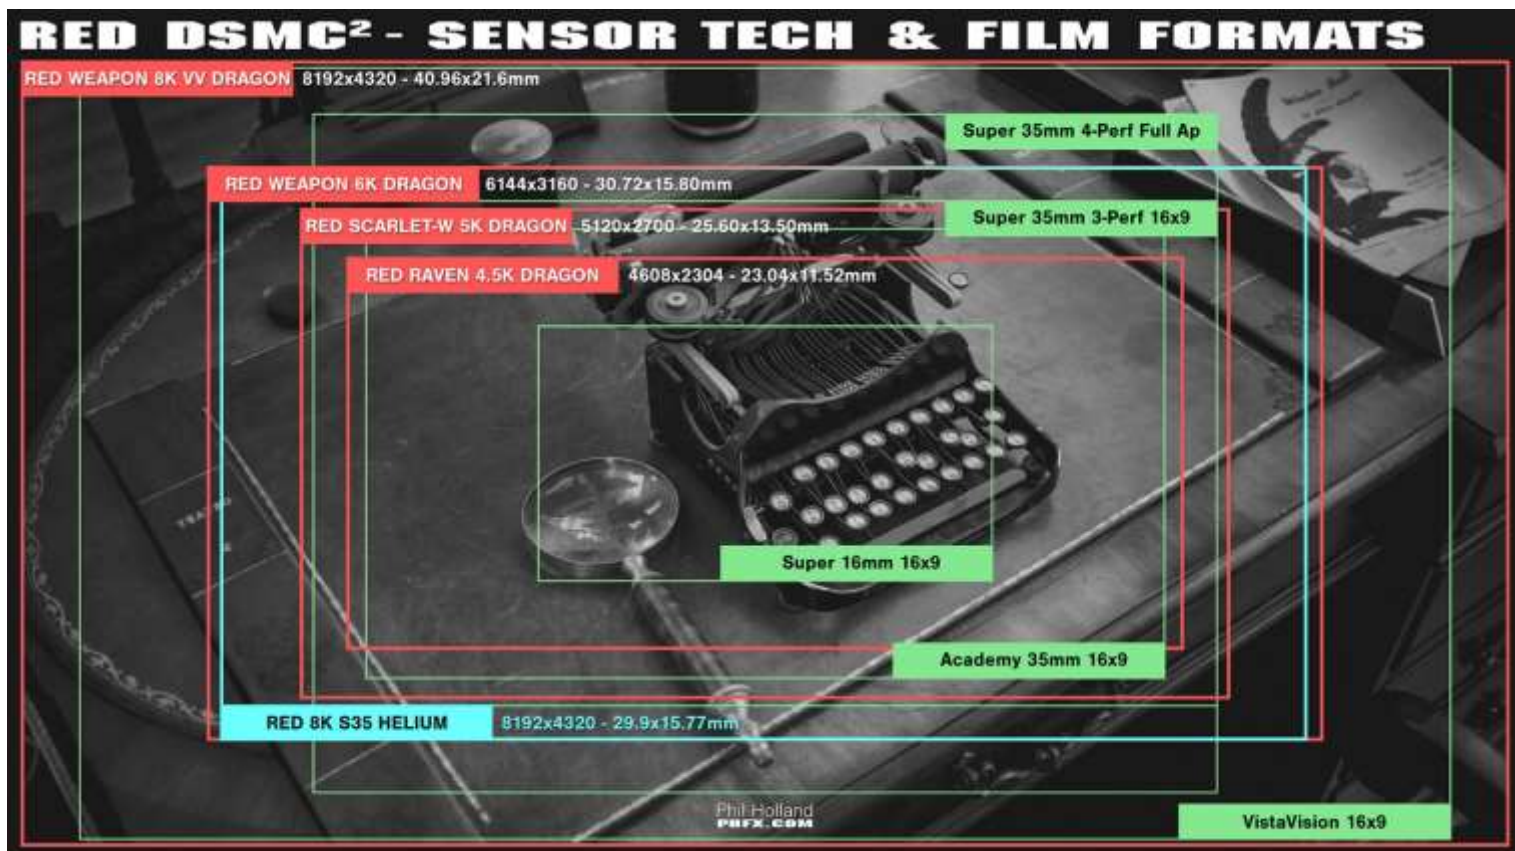 RED DSMC² - SENSOR TECH & FILM FORMATS
RED WEAPON 8K VV DRAGON 8192x4320 - 40.96x21.6mm
Super 35mm 4-Perf Full Ap
RED WEAPON 6K DRAGON 6144x3160 - 30.72x15.80mm
Super 35mm 3-Perf 16x9
RED SCARLET-W 5K DRAGON 5120x2700 - 25.60x13.50mm
RED RAVEN 4.5K DRAGON 4608x2304 - 23.04x11.52mm
Super 16mm 16x9
Academy 35mm 16x9
RED 8K S35 HELIUM 8192x4320 - 29.9x15.77mm
Phil Holland
PHFX.COM
VistaVision 16x9